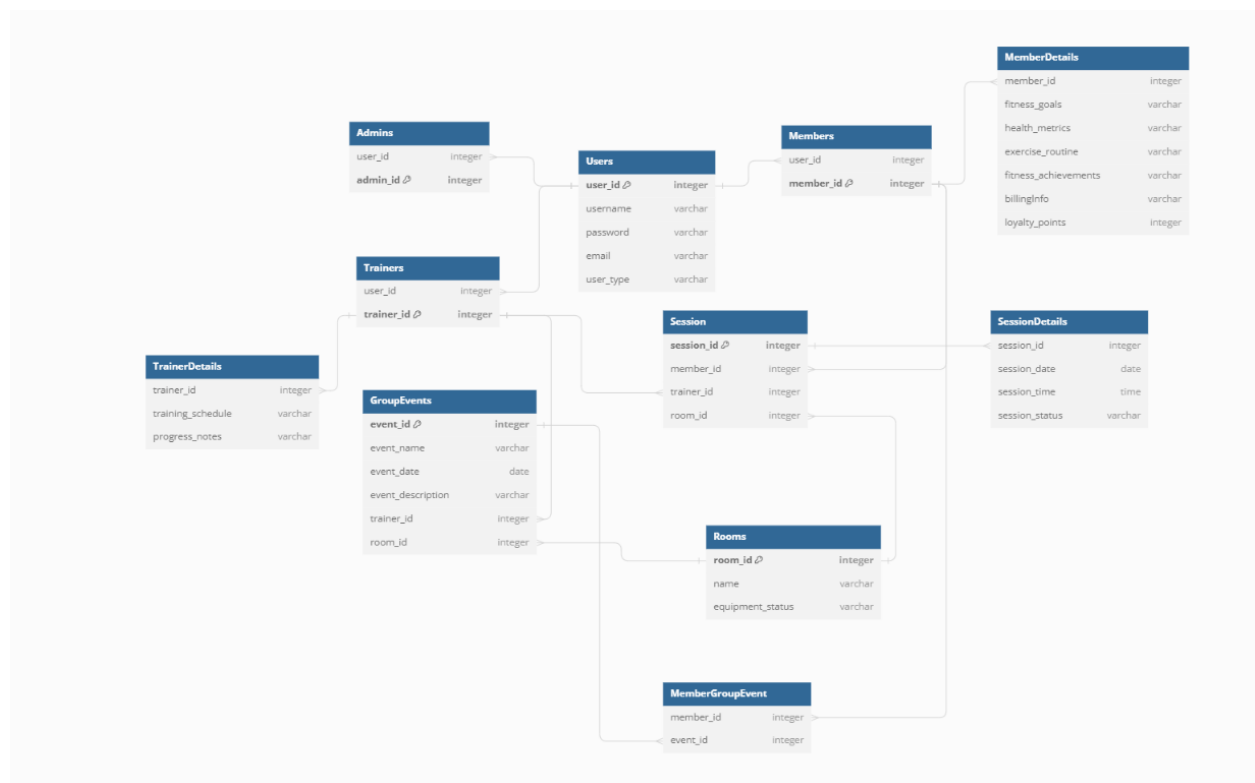 MemberDetails
member_id integer
fitness_goals varchar
health_metrics varchar
exercise_routine varchar
fitness_achievements varchar
billingInfo varchar
loyalty_points integer
Admins
user_id integer
admin_id integer
Users
user_id integer
username varchar
password varchar
email varchar
user_type varchar
Members
user_id integer
member_id integer
Trainers
user_id integer
trainer_id integer
TrainerDetails
trainer_id integer
training_schedule varchar
progress_notes varchar
GroupEvents
event_id integer
event_name varchar
event_date date
event_description varchar
trainer_id integer
room_id integer
Session
session_id integer
member_id integer
trainer_id integer
room_id integer
SessionDetails
session_id integer
session_date date
session_time time
session_status varchar
Rooms
room_id integer
name varchar
equipment_status varchar
MemberGroupEvent
member_id integer
event_id integer